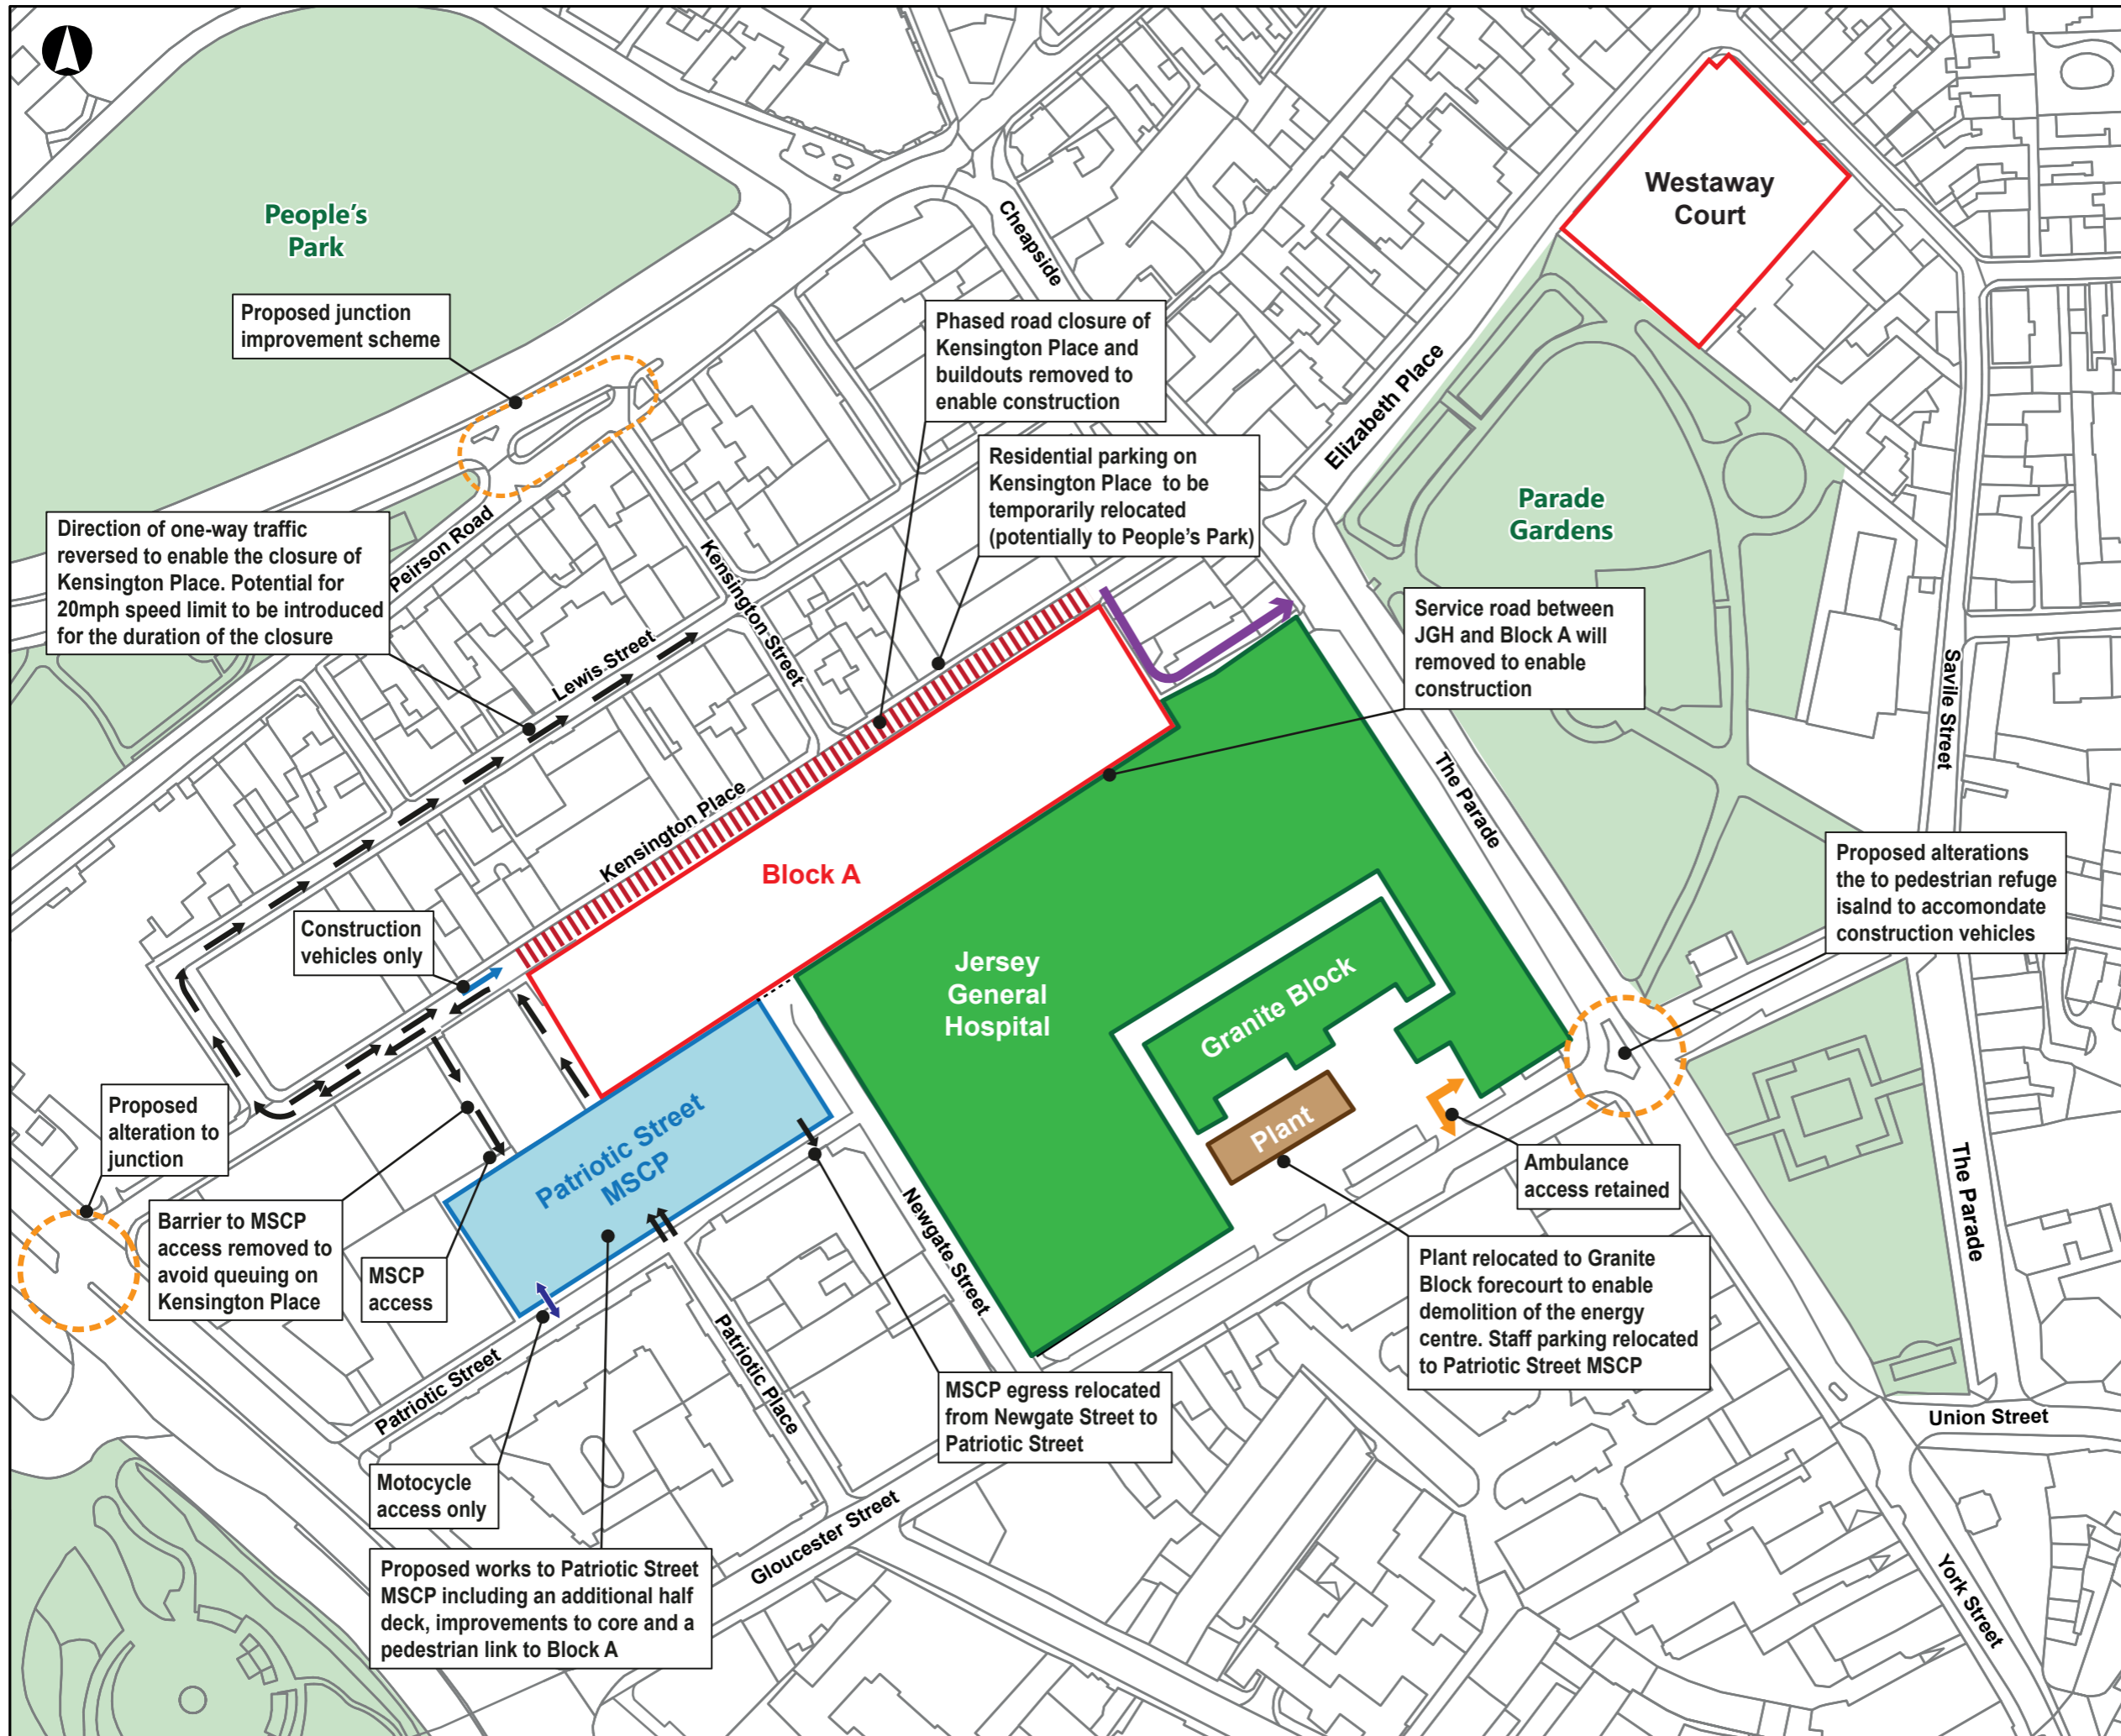 People's
Park
Westaway
Court
Cheapside
Proposed junction
improvement scheme
Phased road closure of
Kensington Place and
buildouts removed to
enable construction
Elizabeth Place
Residential parking on
Kensington Place to be
temporarily relocated
(potentially to People's Park)
Parade
Gardens
Direction of one-way traffic
reversed to enable the closure of
Kensington Place. Potential for
20mph speed limit to be introduced
for the duration of the closure
Peirson Road
Kensington Street
Lewis Street
Service road between
JGH and Block A will
removed to enable
construction
Savile Street
The Parade
Kensington Place
Block A
Proposed alterations
the to pedestrian refuge
isalnd to accomondate
construction vehicles
Construction
vehicles only
Jersey
General
Hospital
Granite Block
Plant
Proposed
alteration to
junction
Patriotic Street
MSCP
Ambulance
access retained
The Parade
Barrier to MSCP
access removed to
avoid queuing on
Kensington Place
MSCP
access
Newgate Street
Plant relocated to Granite
Block forecourt to enable
demolition of the energy
centre. Staff parking relocated
to Patriotic Street MSCP
Patriotic Street
Patriotic Place
MSCP egress relocated
from Newgate Street to
Patriotic Street
Union Street
Motocycle
access only
Gloucester Street
Proposed works to Patriotic Street
MSCP including an additional half
deck, improvements to core and a
pedestrian link to Block A
York Street